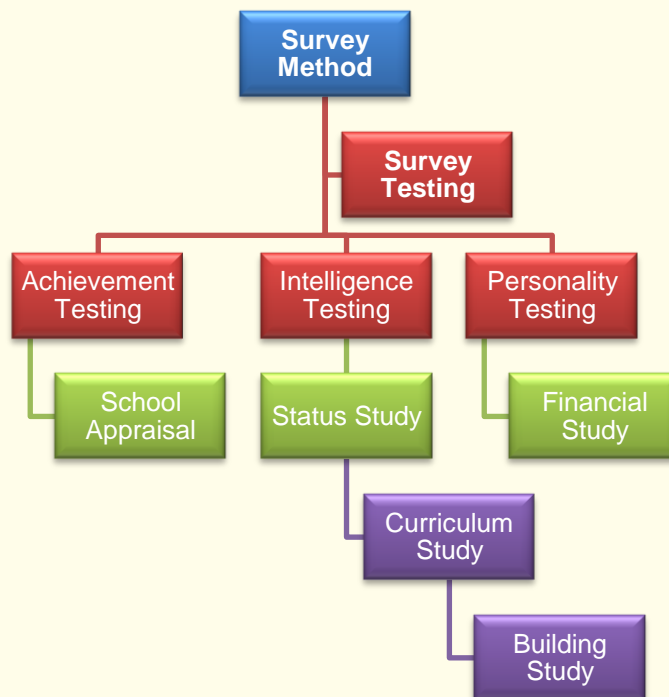 Survey
Method
Survey
Testing
Achievement
Testing
Intelligence
Testing
Personality
Testing
School
Appraisal
Status Study
Financial
Study
Curriculum
Study
Building
Study